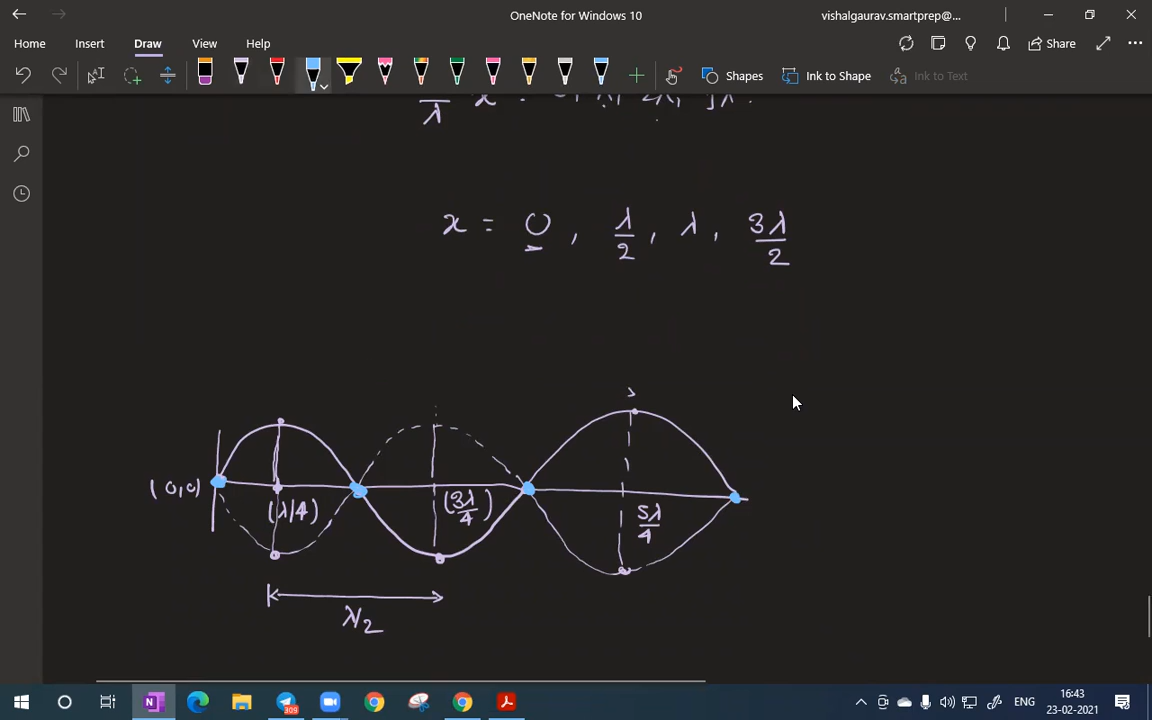 OneNote for Windows 10
vishalgaurav.smartprep@...
Home Insert Draw View Help
Share
Shapes Ink to Shape Ink to Text
λ x
x = 0, λ/2, λ, 3λ/2
(0,0) (λ/4) (3λ/4) 5λ/4
λ/2
309
ENG
16:43
23-02-2021